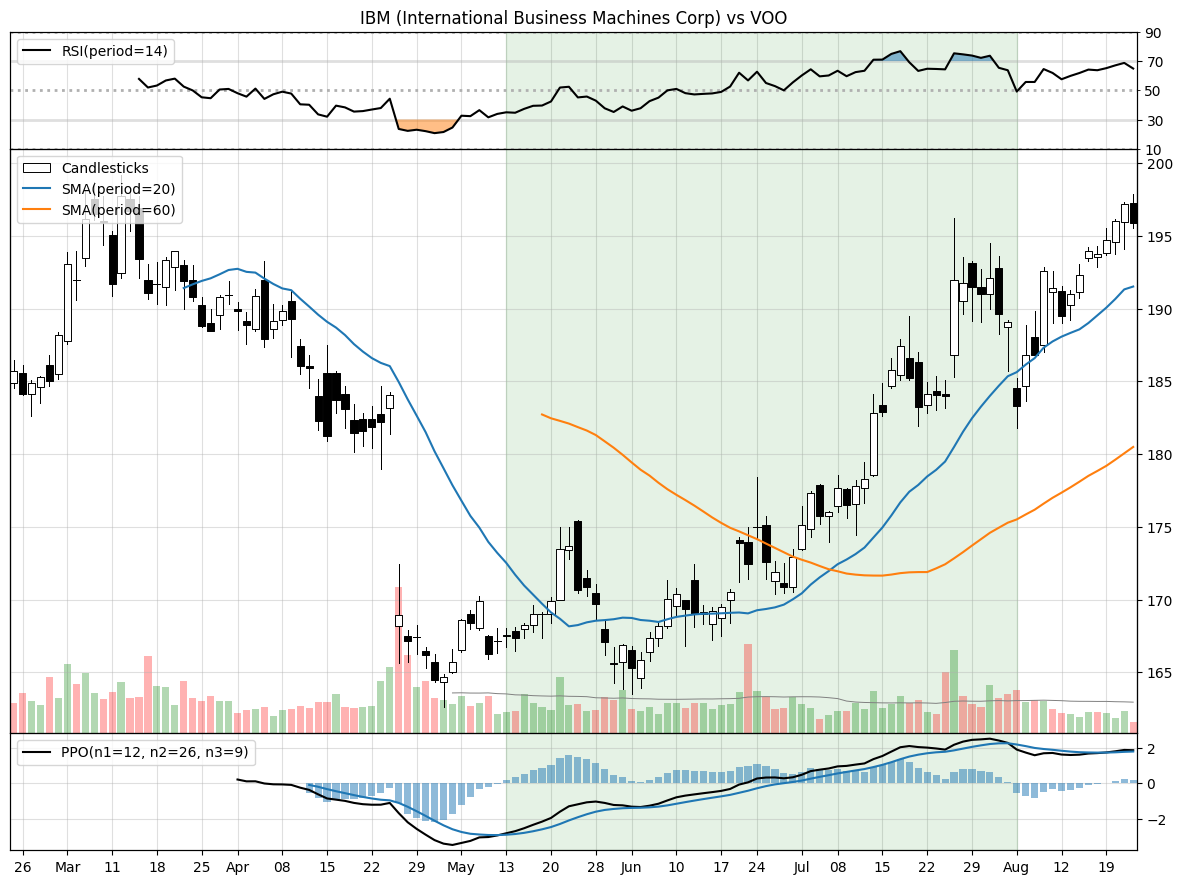 IBM (International Business Machines Corp) vs VOO
RSI(period=14)
90
70
50
30
10
Candlesticks
SMA(period=20)
SMA(period=60)
200
195
190
185
180
175
170
165
PPO(n1=12, n2=26, n3=9)
2
0
−2
26 Mar 11 18 25 Apr 08 15 22 29 May 13 20 28 Jun 10 17 24 Jul 08 15 22 29 Aug 12 19